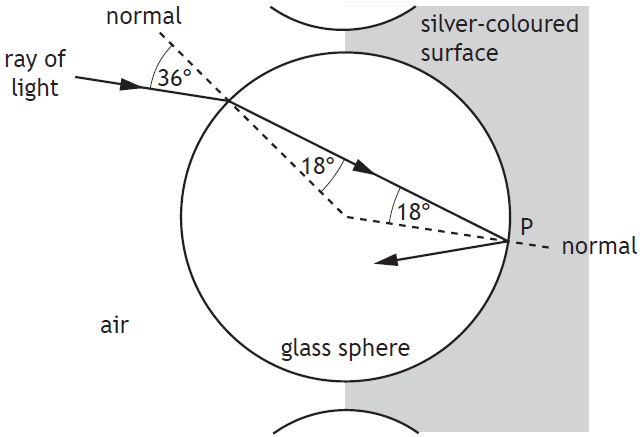 normal
silver-coloured
surface
ray of
light
36°
18°
18°
P
normal
air
glass sphere